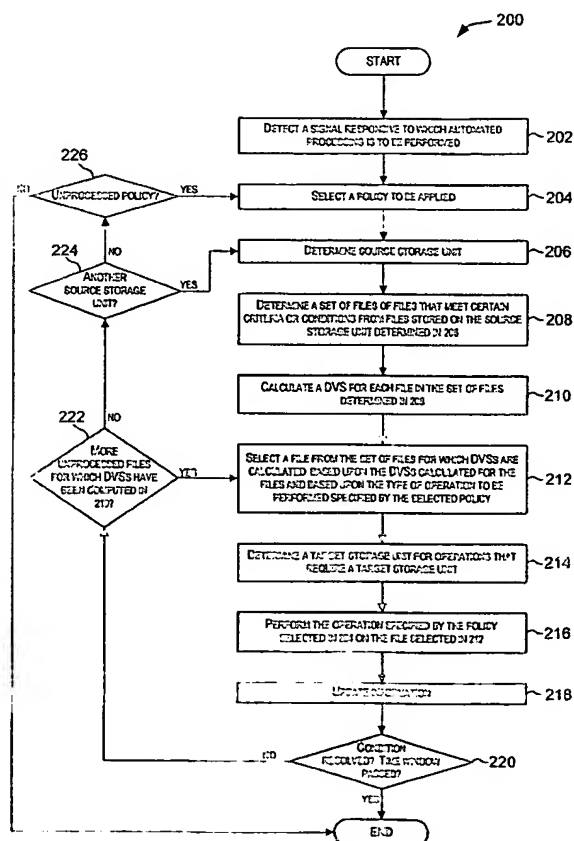 200
START
DETECT A SIGNAL RESPONSIVE TO WHICH AUTOMATED
PROCESSING IS TO BE PERFORMED
202
226
UNPROCESSED POLICY?
NO
YES
SELECT A POLICY TO BE APPLIED
204
224
NO
ANOTHER
SOURCE STORAGE
UNIT?
YES
DETERMINE SOURCE STORAGE UNIT
206
DETERMINE A SET OF FILES OF FILES THAT MEET CERTAIN
CRITERIA OR CONDITIONS FROM FILES STORED ON THE SOURCE
STORAGE UNIT DETERMINED IN 206
208
CALCULATE A DVS FOR EACH FILE IN THE SET OF FILES
DETERMINED IN 208
210
222
NO
MORE
UNPROCESSED FILES
FOR WHICH DVSS HAVE
BEEN COMPUTED IN
210?
YES
SELECT A FILE FROM THE SET OF FILES FOR WHICH DVSS ARE
CALCULATED BASED UPON THE DVSS CALCULATED FOR THE
FILES AND BASED UPON THE TYPE OF OPERATION TO BE
PERFORMED SPECIFIED BY THE SELECTED POLICY
212
DETERMINE A TARGET STORAGE UNIT FOR OPERATIONS THAT
REQUIRE A TARGET STORAGE UNIT
214
PERFORM THE OPERATION SPECIFIED BY THE POLICY
SELECTED IN 204 ON THE FILE SELECTED IN 212
216
UPDATE INFORMATION
218
CONDITION
RESOLVED? TIME WINDOW
PASSED?
NO
220
YES
END